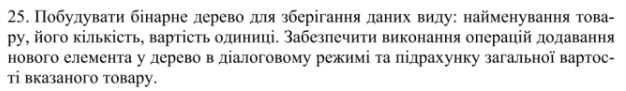 25. Побудувати бінарне дерево для зберігання даних виду: найменування това-
ру, його кількість, вартість одиниці. Забезпечити виконання операцій додавання
нового елемента у дерево в діалоговому режимі та підрахунку загальної вартос-
ті вказаного товару.